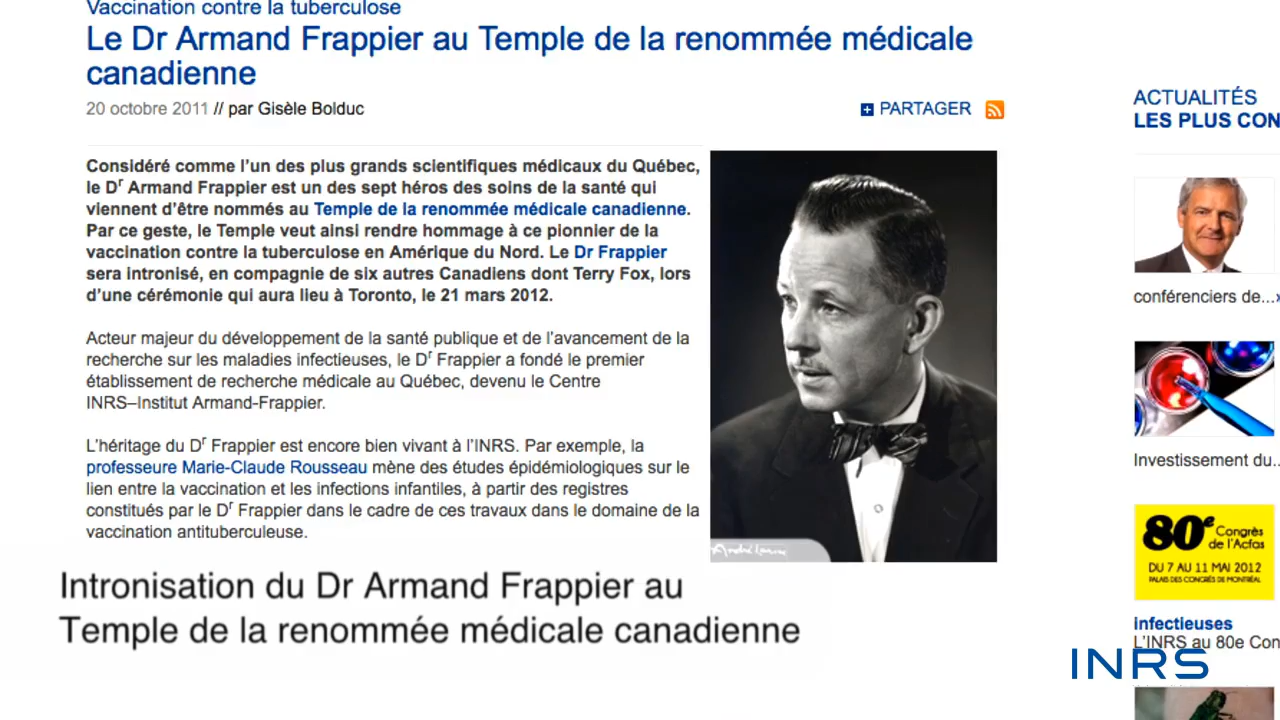 Vaccination contre la tuberculose
Le Dr Armand Frappier au Temple de la renommée médicale
canadienne
20 octobre 2011 // par Gisèle Bolduc
PARTAGER
Considéré comme l'un des plus grands scientifiques médicaux du Québec,
le Dr Armand Frappier est un des sept héros des soins de la santé qui
viennent d'être nommés au Temple de la renommée médicale canadienne.
Par ce geste, le Temple veut ainsi rendre hommage à ce pionnier de la
vaccination contre la tuberculose en Amérique du Nord. Le Dr Frappier
sera intronisé, en compagnie de six autres Canadiens dont Terry Fox, lors
d'une cérémonie qui aura lieu à Toronto, le 21 mars 2012.
Acteur majeur du développement de la santé publique et de l'avancement de la
recherche sur les maladies infectieuses, le Dr Frappier a fondé le premier
établissement de recherche médicale au Québec, devenu le Centre
INRS–Institut Armand-Frappier.
L'héritage du Dr Frappier est encore bien vivant à l'INRS. Par exemple, la
professeure Marie-Claude Rousseau mène des études épidémiologiques sur le
lien entre la vaccination et les infections infantiles, à partir des registres
constitués par le Dr Frappier dans le cadre de ces travaux dans le domaine de la
vaccination antituberculeuse.
Intronisation du Dr Armand Frappier au
Temple de la renommée médicale canadienne
ACTUALITÉS
LES PLUS CON
conférenciers de...»
Investissement du..
80e Congrès
de l'Acfas
DU 7 AU 11 MAI 2012
PALAIS DES CONGRÈS DE MONTRÉAL
infectieuses
L'INRS au 80e Con
INRS